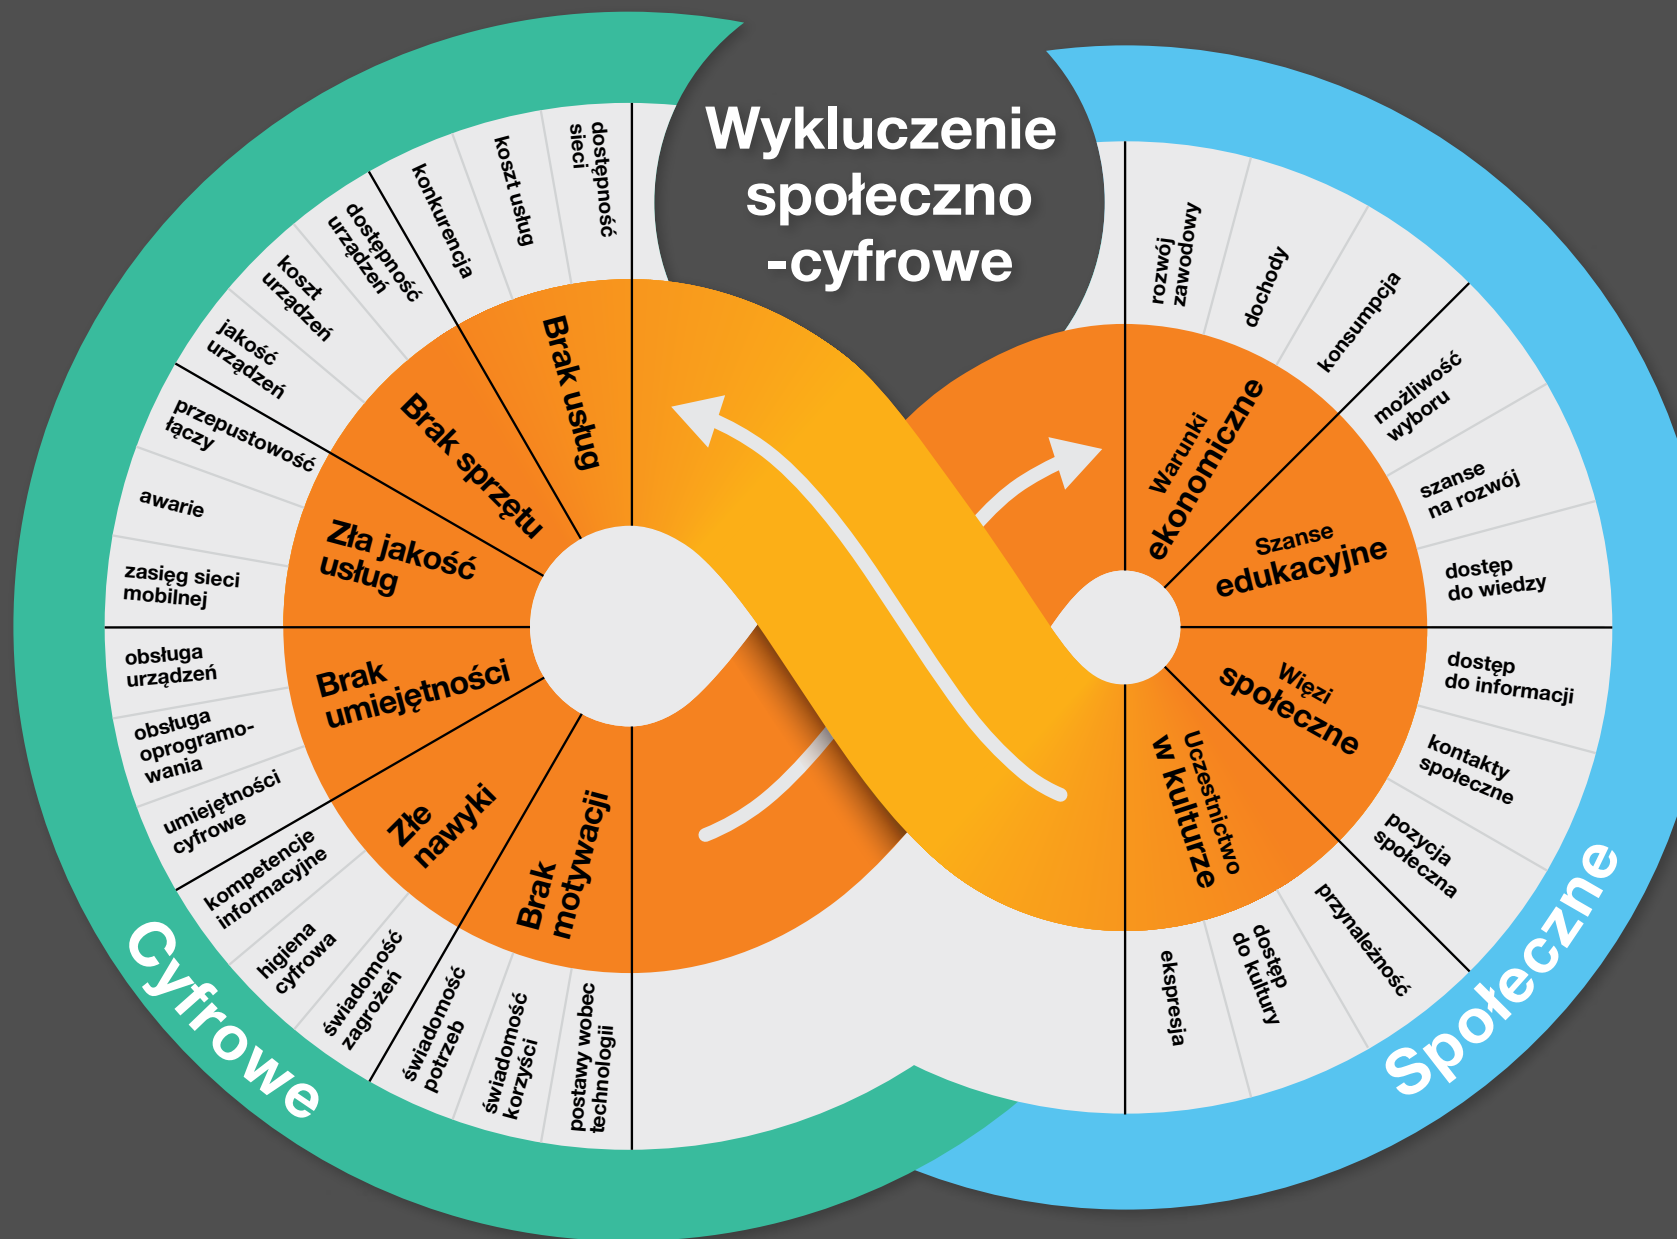 Wykluczenie
społeczno
-cyfrowe
Cyfrowe
Brak usług
dostępność
sieci
koszt usług
konkurencja
Brak sprzętu
dostępność
urządzeń
koszt
urządzeń
jakość
urządzeń
Zła jakość
usług
przepustowość
łączy
awarie
zasięg sieci
mobilnej
Brak
umiejętności
obsługa
urządzeń
obsługa
oprogramo-
wania
umiejętności
cyfrowe
Złe
nawyki
kompetencje
informacyjne
higiena
cyfrowa
świadomość
zagrożeń
Brak
motywacji
świadomość
potrzeb
świadomość
korzyści
postawy wobec
technologii
Społeczne
Warunki
ekonomiczne
rozwój
zawodowy
dochody
konsumpcja
Szanse
edukacyjne
możliwość
wyboru
szanse
na rozwój
dostęp
do wiedzy
Więzi
społeczne
dostęp
do informacji
kontakty
społeczne
pozycja
społeczna
Uczestnictwo
w kulturze
przynależność
dostęp
do kultury
ekspresja